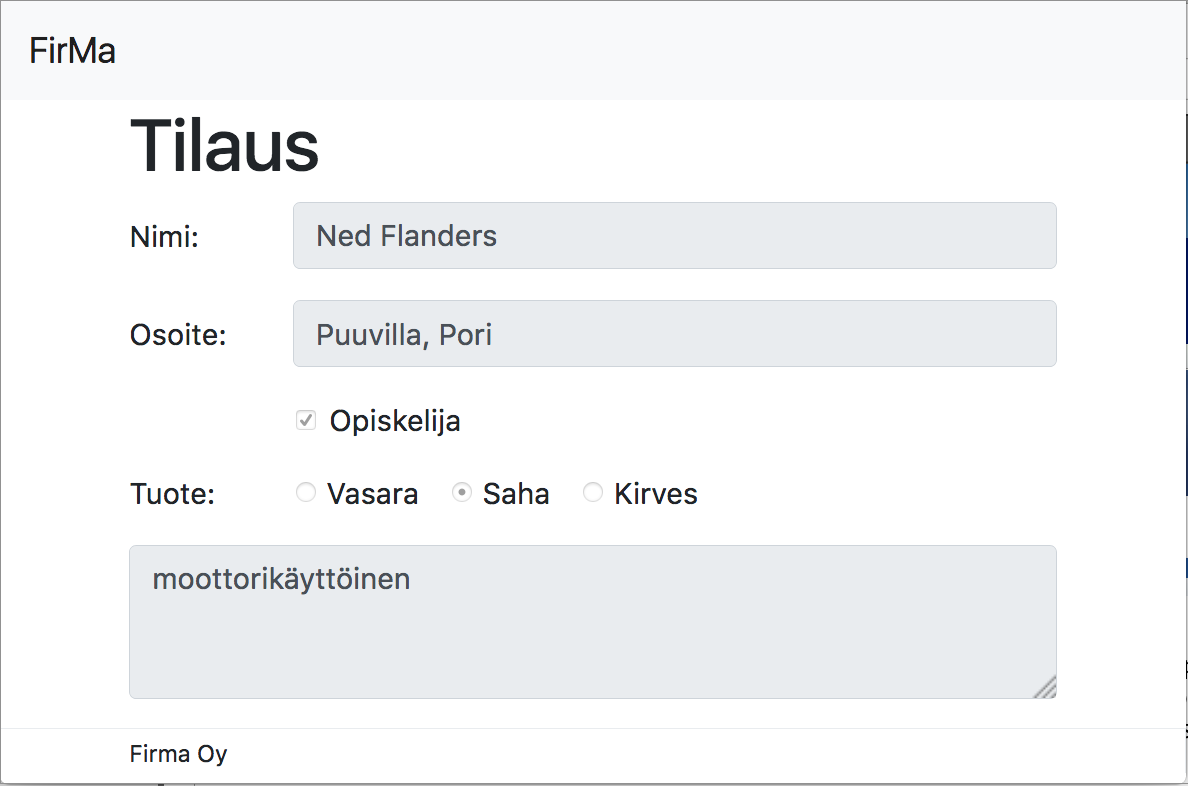 FirMa
Tilaus
Nimi: Ned Flanders
Osoite: Puuvilla, Pori
Opiskelija
Tuote: Vasara Saha Kirves
moottorikäyttöinen
Firma Oy